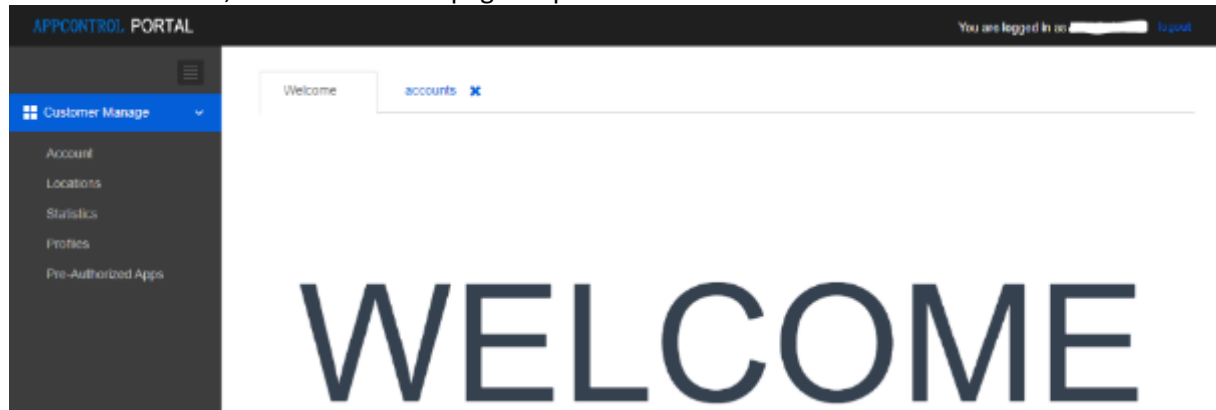 APPCONTROL PORTAL
You are logged in as
logout
Welcome
accounts
Customer Manage
Account
Locations
Statistics
Profiles
Pre-Authorized Apps
WELCOME